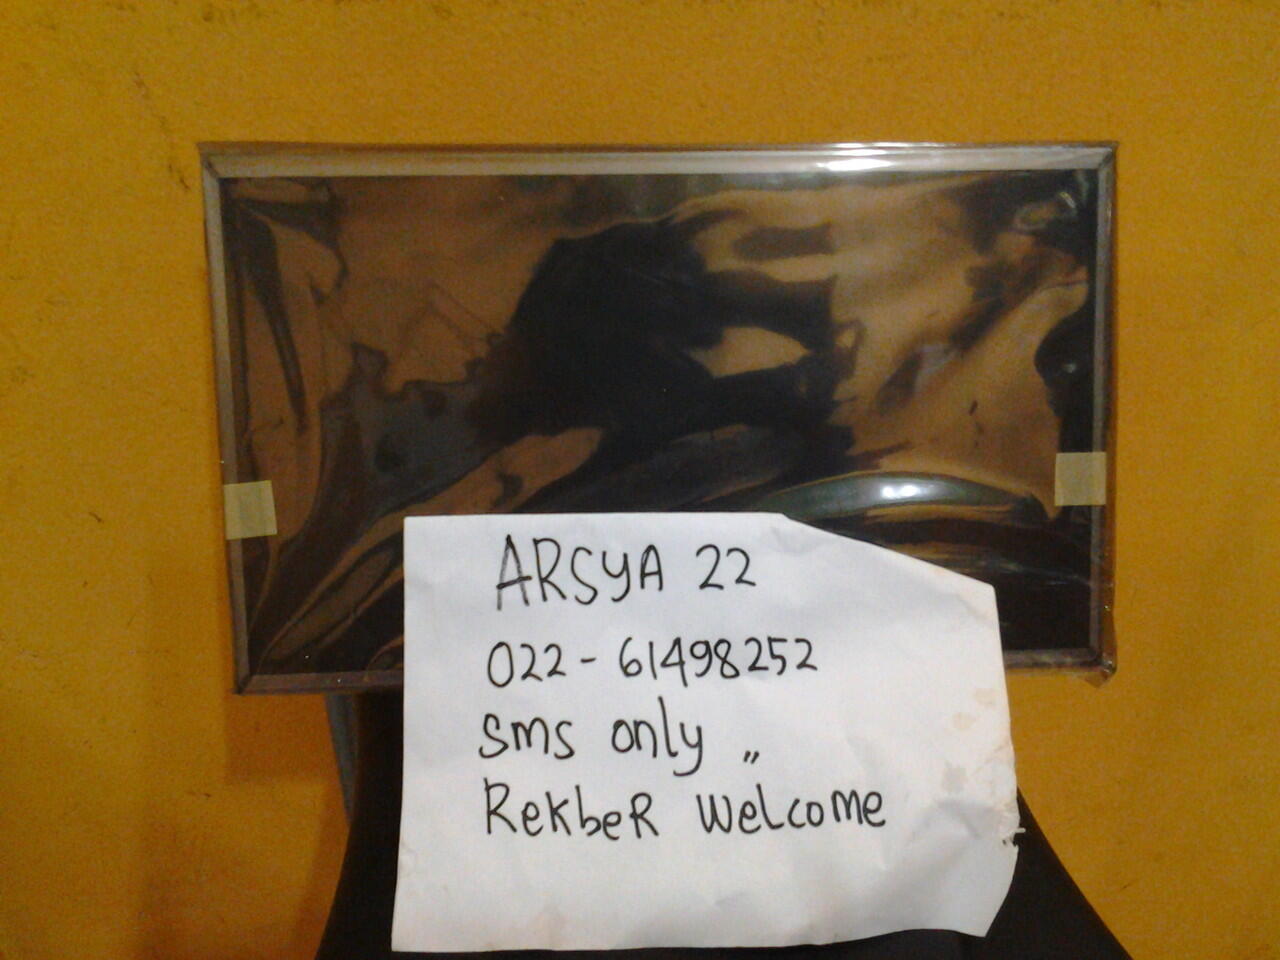 ARSYA 22
022 - 61498252
sms only ,,
RekbeR Welcome